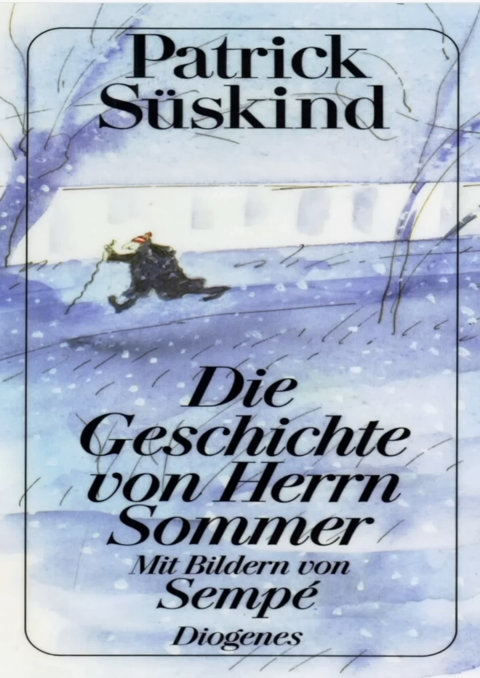 Patrick
Süskind
Die
Geschichte
von Herrn
Sommer
Mit Bildern von
Sempé
Diogenes